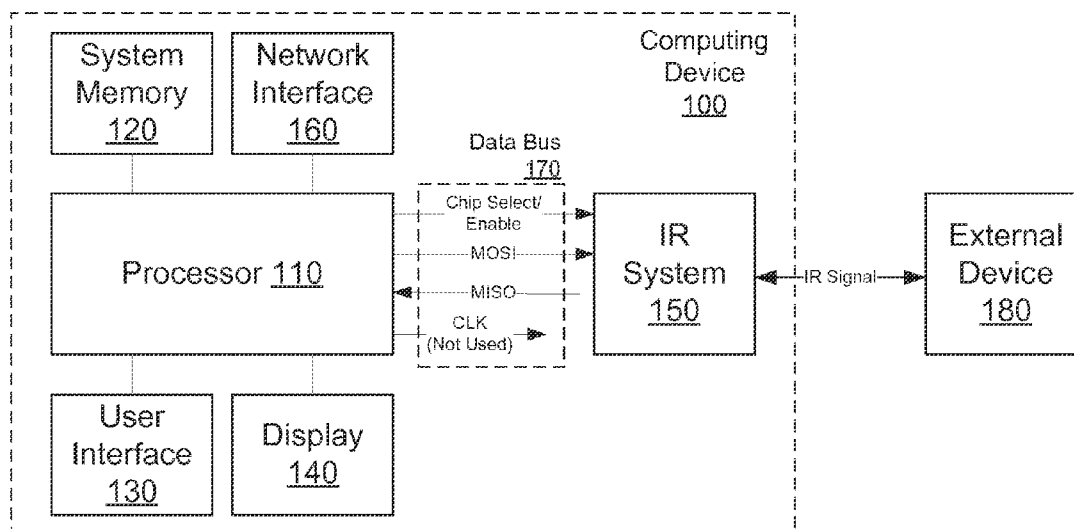 System
Memory
120
Network
Interface
160
Computing
Device
100
Data Bus
170
Processor 110
Chip Select/
Enable
MOSI
MISO
CLK
(Not Used)
IR
System
150
IR Signal
External
Device
180
User
Interface
130
Display
140